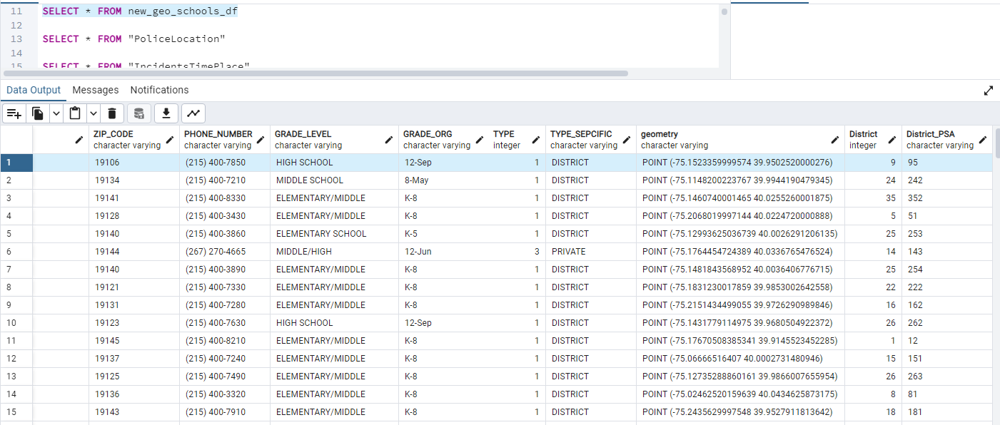 11 SELECT * FROM new_geo_schools_df
12
13 SELECT * FROM "PoliceLocation"
14
15 SELECT * FROM "IncidentsTimePlace"
Data Output Messages Notifications
ZIP_CODE PHONE_NUMBER GRADE_LEVEL GRADE_ORG TYPE TYPE_SEPCIFIC geometry District District_PSA
character varying character varying character varying character varying integer character varying character varying integer character varying
1 19106 (215) 400-7850 HIGH SCHOOL 12-Sep 1 DISTRICT POINT (-75.1523359999574 39.9502520000276) 9 95
2 19134 (215) 400-7210 MIDDLE SCHOOL 8-May 1 DISTRICT POINT (-75.1148200223767 39.9944190479345) 24 242
3 19141 (215) 400-8330 ELEMENTARY/MIDDLE K-8 1 DISTRICT POINT (-75.1460740001465 40.0255260001875) 35 352
4 19128 (215) 400-3430 ELEMENTARY/MIDDLE K-8 1 DISTRICT POINT (-75.2068019997144 40.0224720000888) 5 51
5 19140 (215) 400-3860 ELEMENTARY SCHOOL K-5 1 DISTRICT POINT (-75.12993625036739 40.0026291206135) 25 253
6 19144 (267) 270-4665 MIDDLE/HIGH 12-Jun 3 PRIVATE POINT (-75.1764454724389 40.0336765476524) 14 143
7 19140 (215) 400-3890 ELEMENTARY/MIDDLE K-8 1 DISTRICT POINT (-75.1481843568952 40.0036406776715) 25 254
8 19121 (215) 400-7330 ELEMENTARY/MIDDLE K-8 1 DISTRICT POINT (-75.1831230017859 39.9853002642558) 22 222
9 19131 (215) 400-7280 ELEMENTARY/MIDDLE K-8 1 DISTRICT POINT (-75.2151434499055 39.9726290989846) 16 162
10 19123 (215) 400-7630 HIGH SCHOOL 12-Sep 1 DISTRICT POINT (-75.1431779114975 39.9680504922372) 26 262
11 19145 (215) 400-8210 ELEMENTARY/MIDDLE K-8 1 DISTRICT POINT (-75.17670508385341 39.9145523452285) 1 12
12 19137 (215) 400-7240 ELEMENTARY/MIDDLE K-8 1 DISTRICT POINT (-75.06666516407 40.0002731480946) 15 151
13 19125 (215) 400-7490 ELEMENTARY/MIDDLE K-8 1 DISTRICT POINT (-75.12735288860161 39.9866007655954) 26 263
14 19136 (215) 400-3320 ELEMENTARY/MIDDLE K-8 1 DISTRICT POINT (-75.02462520159639 40.0434625873175) 8 81
15 19143 (215) 400-7910 ELEMENTARY/MIDDLE K-8 1 DISTRICT POINT (-75.2435629997548 39.9527911813642) 18 181